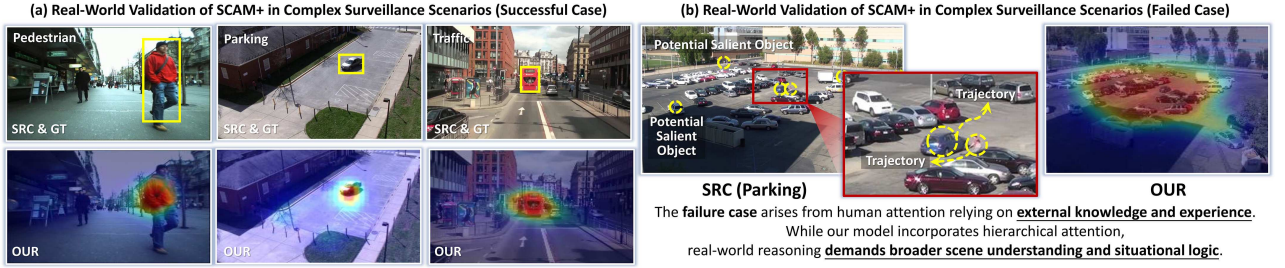 (a) Real-World Validation of SCAM+ in Complex Surveillance Scenarios (Successful Case)
Pedestrian
SRC & GT
Parking
SRC & GT
Traffic
SRC & GT
OUR
OUR
OUR
(b) Real-World Validation of SCAM+ in Complex Surveillance Scenarios (Failed Case)
Potential Salient Object
Potential
Salient
Object
Trajectory
Trajectory
SRC (Parking)
OUR
The failure case arises from human attention relying on external knowledge and experience.
While our model incorporates hierarchical attention,
real-world reasoning demands broader scene understanding and situational logic.